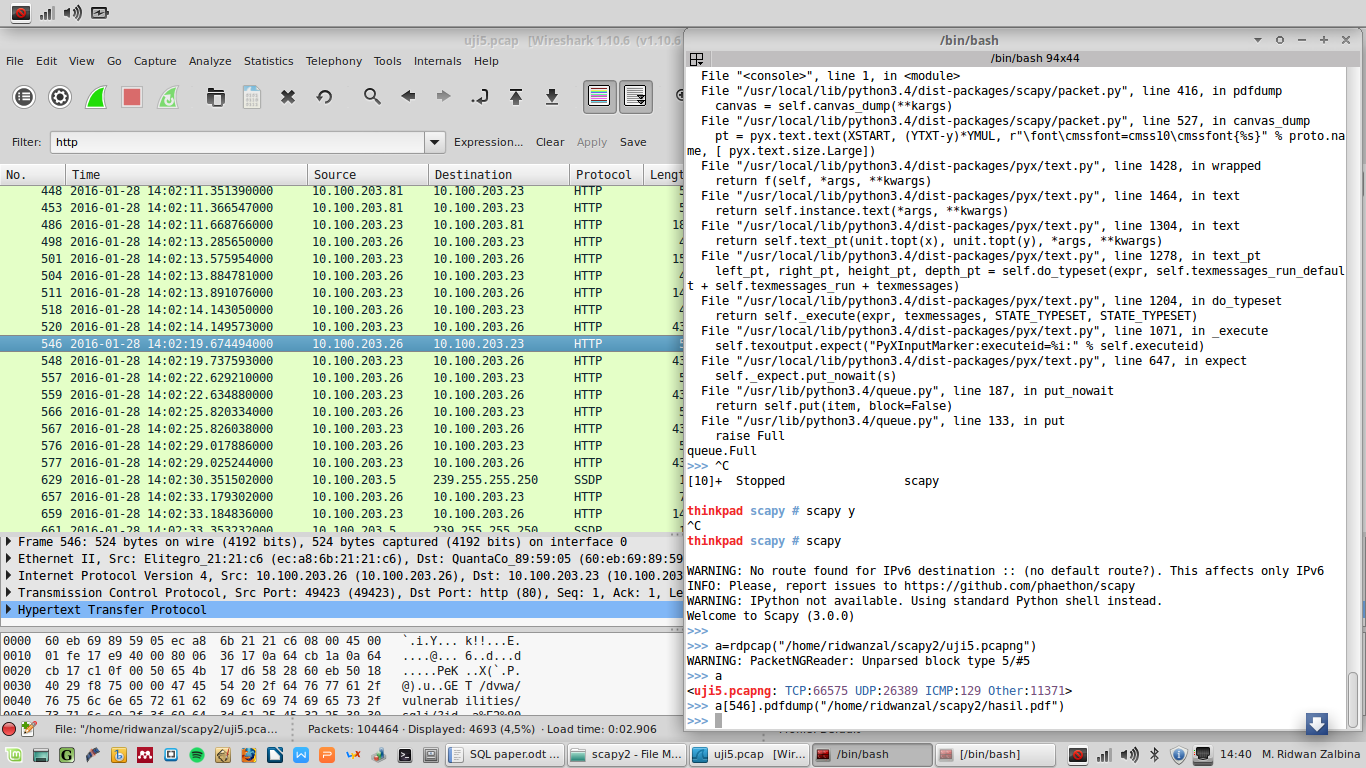 uji5.pcap [Wireshark 1.10.6 (v1.10.6
File Edit View Go Capture Analyze Statistics Telephony Tools Internals Help
Filter: http Expression... Clear Apply Save
No. Time Source Destination Protocol Lengt
448 2016-01-28 14:02:11.351390000 10.100.203.81 10.100.203.23 HTTP 5
453 2016-01-28 14:02:11.366547000 10.100.203.81 10.100.203.23 HTTP 5
486 2016-01-28 14:02:11.668766000 10.100.203.23 10.100.203.81 HTTP 18
498 2016-01-28 14:02:13.285650000 10.100.203.26 10.100.203.23 HTTP 4
501 2016-01-28 14:02:13.575954000 10.100.203.23 10.100.203.26 HTTP 15
504 2016-01-28 14:02:13.884781000 10.100.203.26 10.100.203.23 HTTP 4
511 2016-01-28 14:02:13.891076000 10.100.203.23 10.100.203.26 HTTP 14
518 2016-01-28 14:02:14.143050000 10.100.203.26 10.100.203.23 HTTP 4
520 2016-01-28 14:02:14.149573000 10.100.203.23 10.100.203.26 HTTP 43
546 2016-01-28 14:02:19.674494000 10.100.203.26 10.100.203.23 HTTP 5
548 2016-01-28 14:02:19.737593000 10.100.203.23 10.100.203.26 HTTP 43
557 2016-01-28 14:02:22.629210000 10.100.203.26 10.100.203.23 HTTP 5
559 2016-01-28 14:02:22.634880000 10.100.203.23 10.100.203.26 HTTP 43
566 2016-01-28 14:02:25.820334000 10.100.203.26 10.100.203.23 HTTP 5
567 2016-01-28 14:02:25.826038000 10.100.203.23 10.100.203.26 HTTP 43
576 2016-01-28 14:02:29.017886000 10.100.203.26 10.100.203.23 HTTP 5
577 2016-01-28 14:02:29.025244000 10.100.203.23 10.100.203.26 HTTP 43
629 2016-01-28 14:02:30.351502000 10.100.203.5 239.255.255.250 SSDP 1
657 2016-01-28 14:02:33.179302000 10.100.203.26 10.100.203.23 HTTP 7
659 2016-01-28 14:02:33.184836000 10.100.203.23 10.100.203.26 HTTP 14
661 2016-01-28 14:02:33.353232000 10.100.203.5 239.255.255.250 SSDP
Frame 546: 524 bytes on wire (4192 bits), 524 bytes captured (4192 bits) on interface 0
Ethernet II, Src: Elitegro_21:21:c6 (ec:a8:6b:21:21:c6), Dst: QuantaCo_89:59:05 (60:eb:69:89:59
Internet Protocol Version 4, Src: 10.100.203.26 (10.100.203.26), Dst: 10.100.203.23 (10.100.203
Transmission Control Protocol, Src Port: 49423 (49423), Dst Port: http (80), Seq: 1, Ack: 1, Le
Hypertext Transfer Protocol
0000 60 eb 69 89 59 05 ec a8 6b 21 21 c6 08 00 45 00 `.i.Y... k!!...E.
0010 01 fe 17 e9 40 00 80 06 36 17 0a 64 cb 1a 0a 64 ....@... 6..d...d
0020 cb 17 c1 0f 00 50 65 4b 17 d6 58 28 60 eb 50 18 .....PeK ..X(`.P.
0030 40 29 f8 75 00 00 47 45 54 20 2f 64 76 77 61 2f @).u..GE T /dvwa/
0040 76 75 6c 6e 65 72 61 62 69 6c 69 74 69 65 73 2f vulnerab ilities/
File: "/home/ridwanzal/scapy2/uji5.pca... Packets: 104464 · Displayed: 4693 (4,5%) · Load time: 0:02.906
/bin/bash
/bin/bash 94x44
File "<console>", line 1, in <module>
File "/usr/local/lib/python3.4/dist-packages/scapy/packet.py", line 416, in pdfdump
canvas = self.canvas_dump(**kargs)
File "/usr/local/lib/python3.4/dist-packages/scapy/packet.py", line 527, in canvas_dump
pt = pyx.text.text(XSTART, (YTXT-y)*YMUL, r"\font\cmssfont=cmss10\cmssfont{%s}" % proto.na
me, [ pyx.text.size.Large])
File "/usr/local/lib/python3.4/dist-packages/pyx/text.py", line 1428, in wrapped
return f(self, *args, **kwargs)
File "/usr/local/lib/python3.4/dist-packages/pyx/text.py", line 1464, in text
return self.instance.text(*args, **kwargs)
File "/usr/local/lib/python3.4/dist-packages/pyx/text.py", line 1304, in text
return self.text_pt(unit.topt(x), unit.topt(y), *args, **kwargs)
File "/usr/local/lib/python3.4/dist-packages/pyx/text.py", line 1278, in text_pt
left_pt, right_pt, height_pt, depth_pt = self.do_typeset(expr, self.texmessages_run_defaul
t + self.texmessages_run + texmessages)
File "/usr/local/lib/python3.4/dist-packages/pyx/text.py", line 1204, in do_typeset
return self._execute(expr, texmessages, STATE_TYPESET, STATE_TYPESET)
File "/usr/local/lib/python3.4/dist-packages/pyx/text.py", line 1071, in _execute
self.texoutput.expect("PyXInputMarker:executeid=%i:" % self.executeid)
File "/usr/local/lib/python3.4/dist-packages/pyx/text.py", line 647, in expect
self._expect.put_nowait(s)
File "/usr/lib/python3.4/queue.py", line 187, in put_nowait
return self.put(item, block=False)
File "/usr/lib/python3.4/queue.py", line 133, in put
raise Full
queue.Full
>>> ^C
[10]+ Stopped scapy
thinkpad scapy # scapy y
^C
thinkpad scapy # scapy
WARNING: No route found for IPv6 destination :: (no default route?). This affects only IPv6
INFO: Please, report issues to https://github.com/phaethon/scapy
WARNING: IPython not available. Using standard Python shell instead.
Welcome to Scapy (3.0.0)
>>>
>>> a=rdpcap("/home/ridwanzal/scapy2/uji5.pcapng")
WARNING: PacketNGReader: Unparsed block type 5/#5
>>> a
<uji5.pcapng: TCP:66575 UDP:26389 ICMP:129 Other:11371>
>>> a[546].pdfdump("/home/ridwanzal/scapy2/hasil.pdf")
>>>
SQL paper.odt ... scapy2 - File M... uji5.pcap [Wir... /bin/bash [/bin/bash] 14:40 M. Ridwan Zalbina